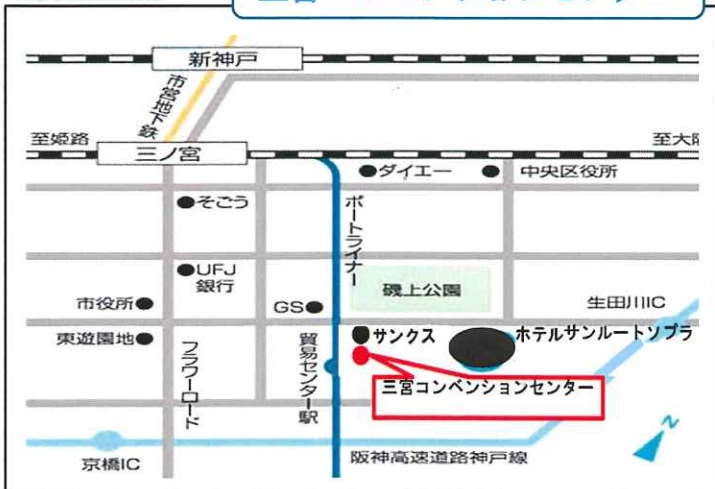 新神戸
市営地下鉄
至姫路
三ノ宮
ダイエー
中央区役所
そごう
ポートライナー
UFJ
銀行
磯上公園
市役所
GS
生田川IC
東遊園地
フラワーロード
貿易センター駅
サンクス
ホテルサンルートソプラ
三宮コンベンションセンター
N
京橋IC
阪神高速道路神戸線